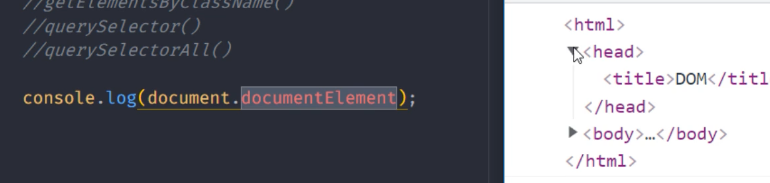 //getElementsByClassName()
//querySelector()
//querySelectorAll()
console.log(document.documentElement);
<html>
▼<head>
<title>DOM</titl
</head>
▶<body>…</body>
</html>